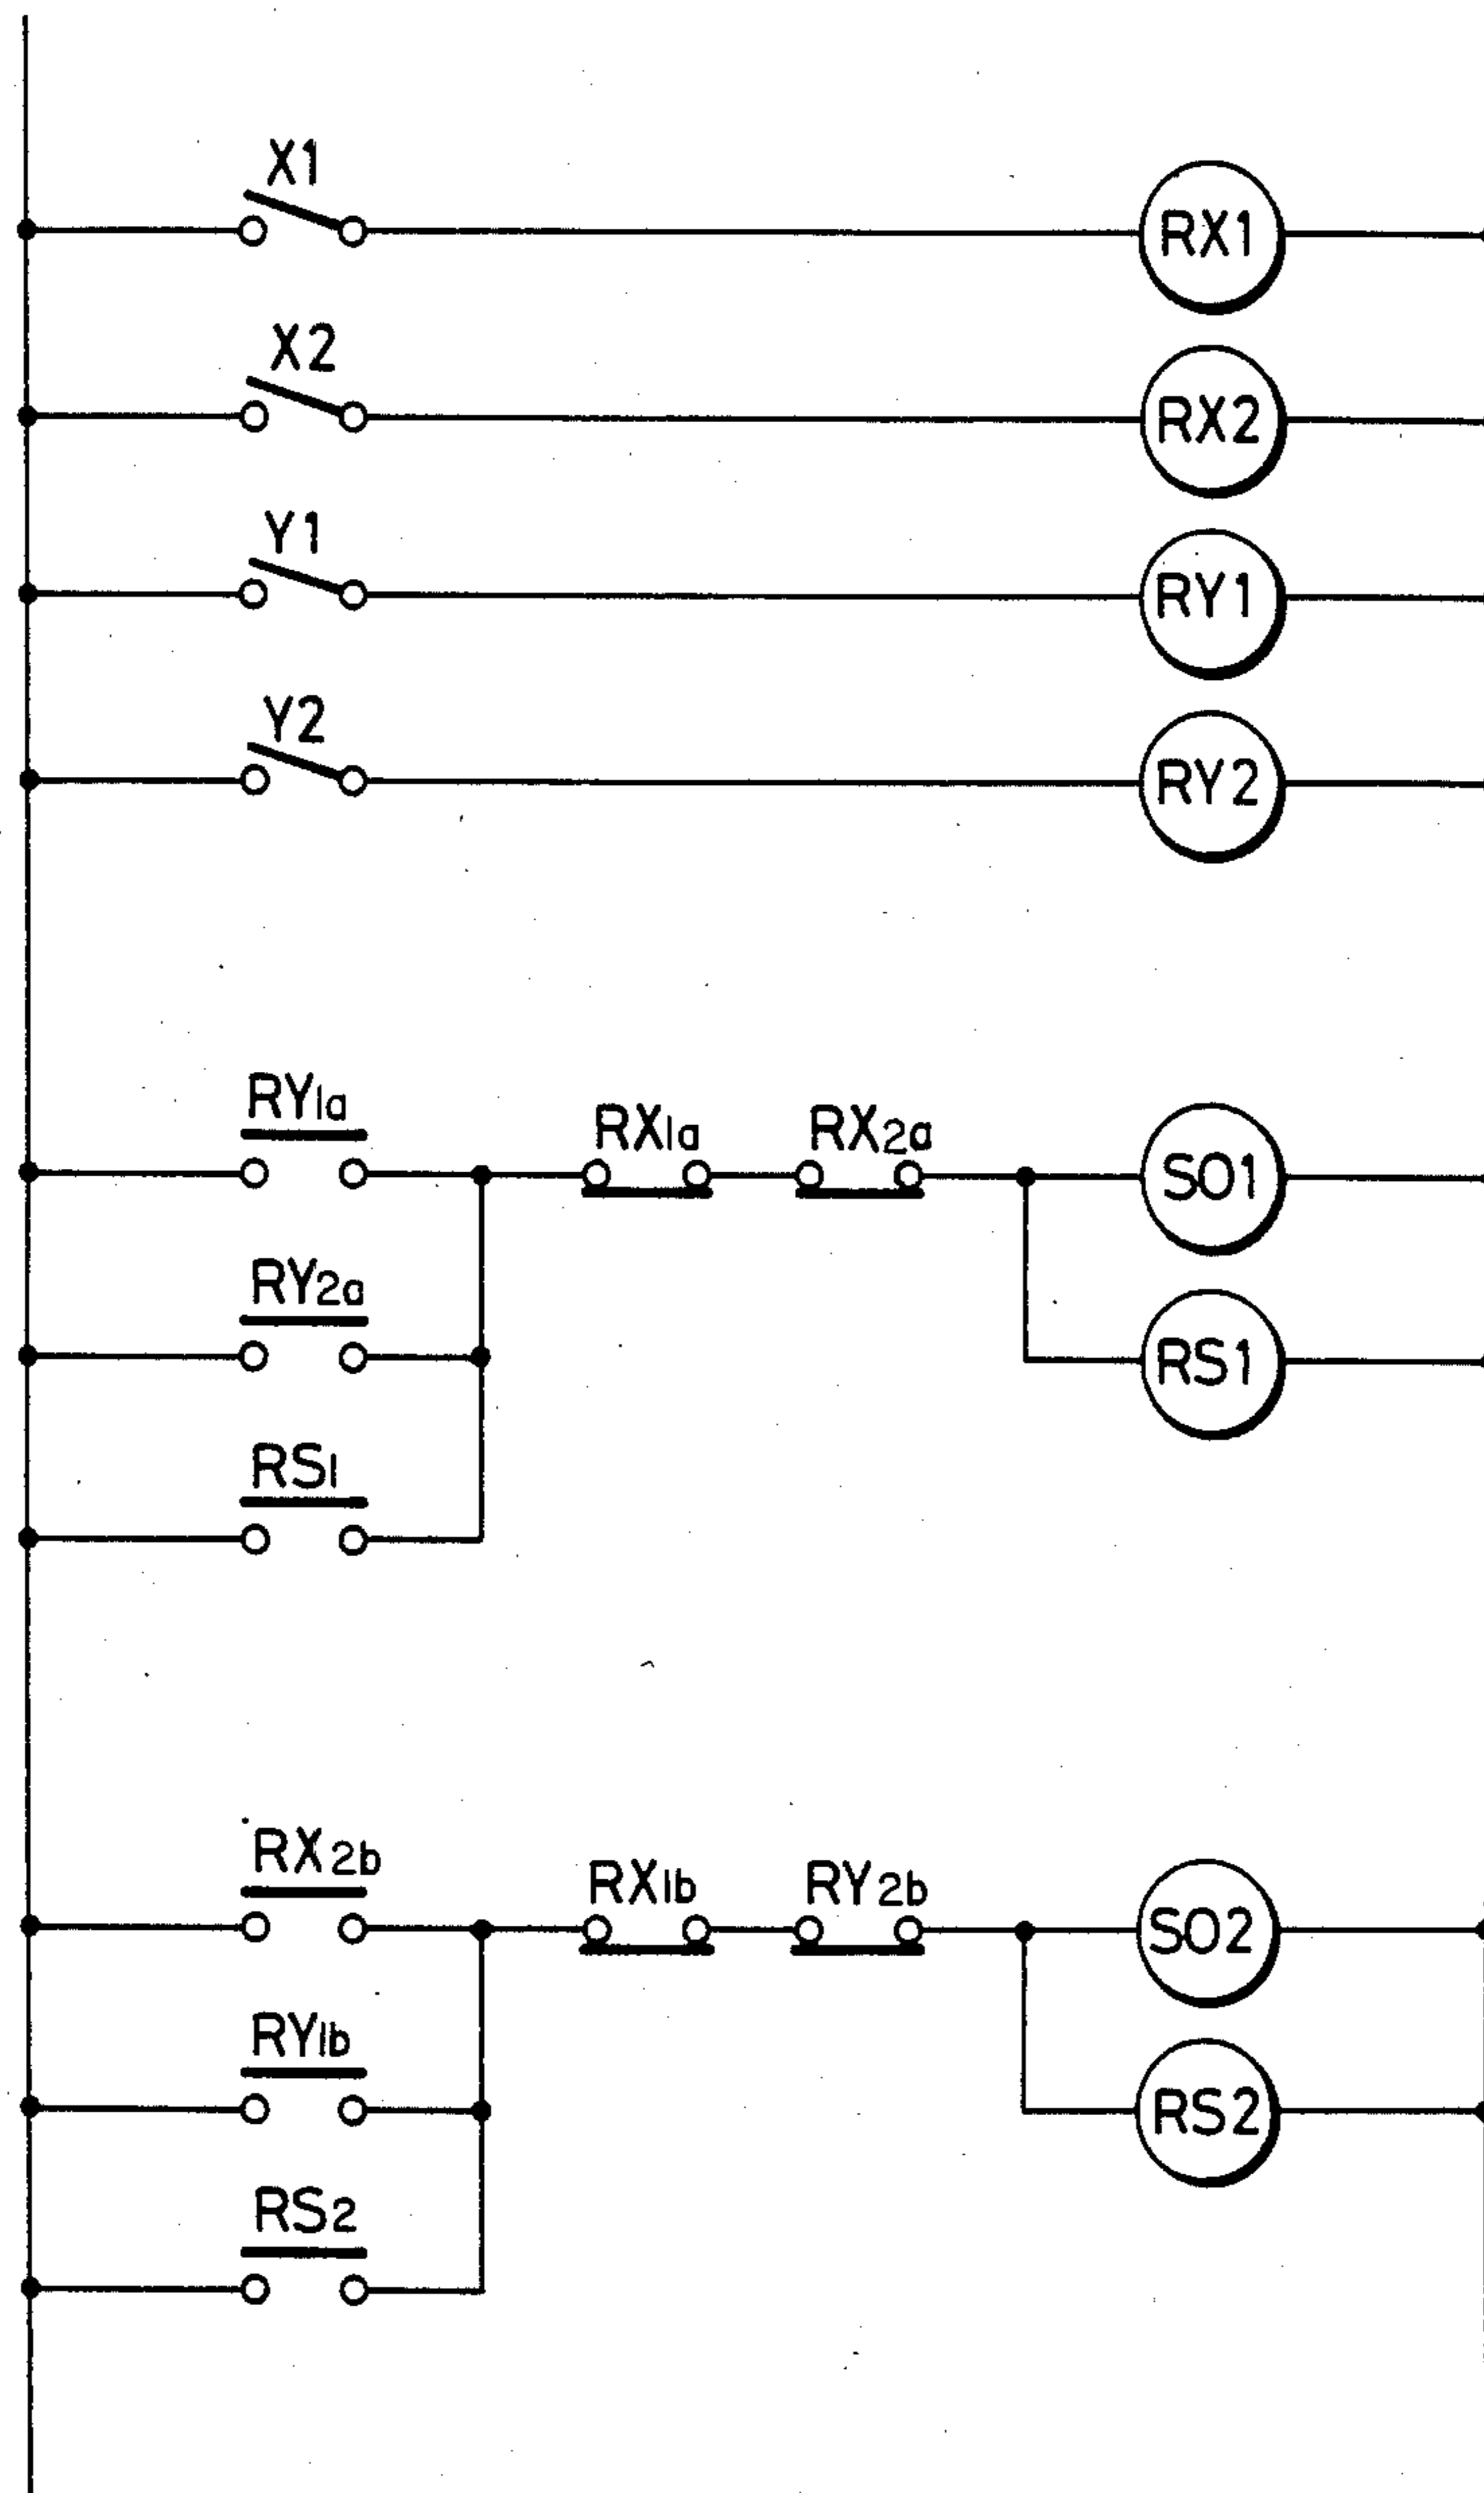 X1
RX1
X2
RX2
Y1
RY1
Y2
RY2
RY1a
RX1a
RX2a
SO1
RY2a
RS1
RS1
RX2b
RX1b
RY2b
SO2
RY1b
RS2
RS2